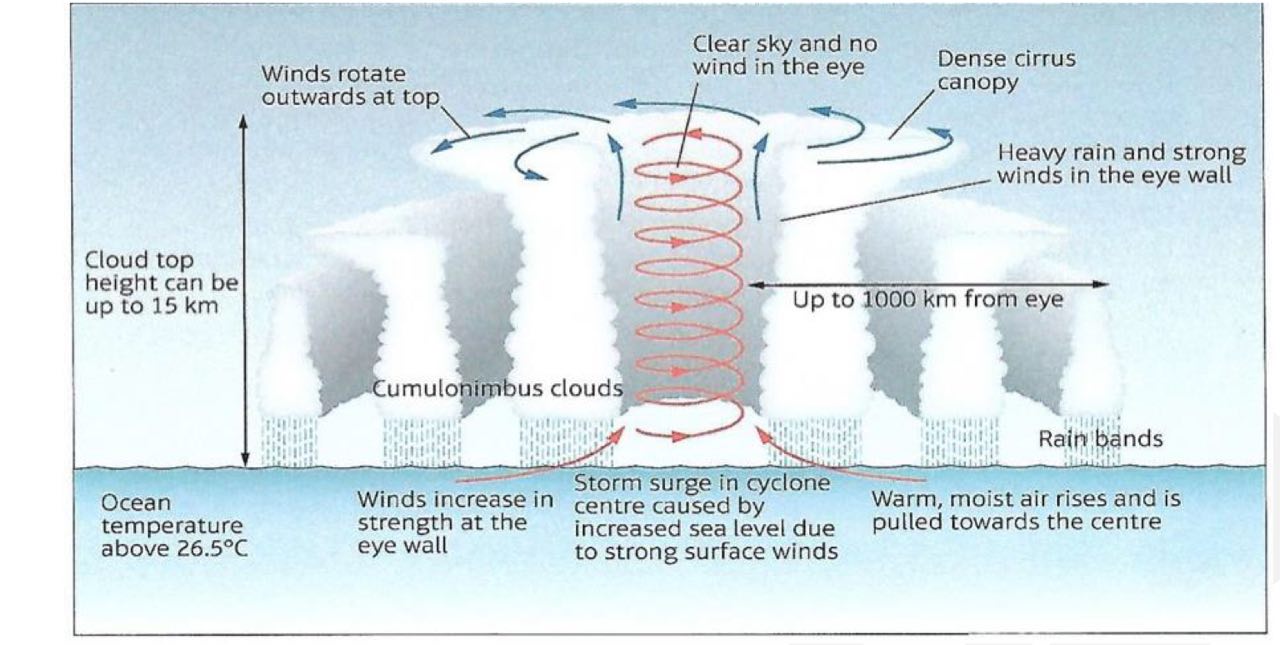 Clear sky and no
wind in the eye
Winds rotate
outwards at top
Dense cirrus
canopy
Heavy rain and strong
winds in the eye wall
Cloud top
height can be
up to 15 km
Up to 1000 km from eye
Cumulonimbus clouds
Rain bands
Ocean
temperature
above 26.5°C
Winds increase in
strength at the
eye wall
Storm surge in cyclone
centre caused by
increased sea level due
to strong surface winds
Warm, moist air rises and is
pulled towards the centre